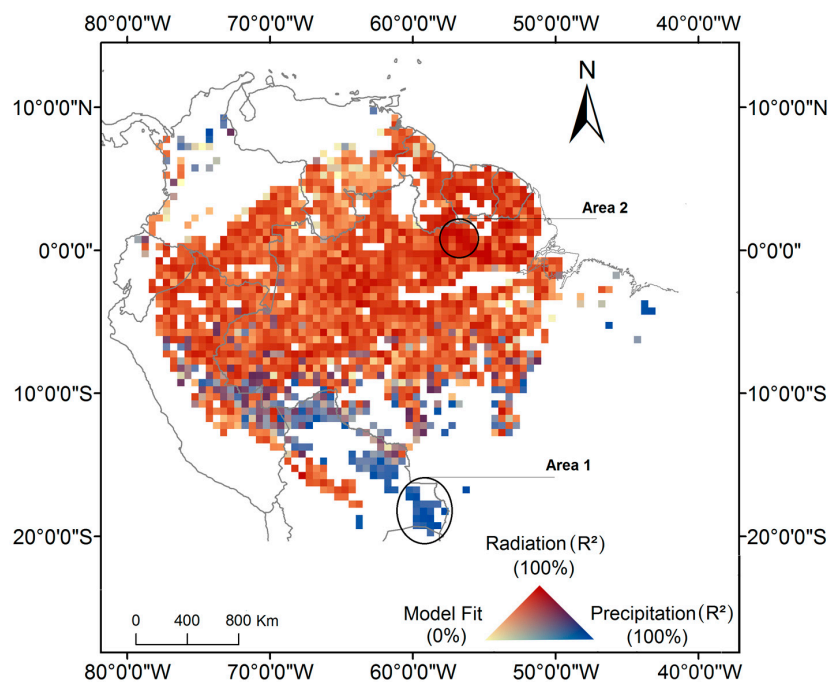 80°0'0"W 70°0'0"W 60°0'0"W 50°0'0"W 40°0'0"W
N
10°0'0"N 10°0'0"N
Area 2
0°0'0" 0°0'0"
10°0'0"S 10°0'0"S
Area 1
20°0'0"S 20°0'0"S
Radiation (R²)
(100%)
Model Fit Precipitation (R²)
(0%) (100%)
0 400 800 Km
80°0'0"W 70°0'0"W 60°0'0"W 50°0'0"W 40°0'0"W